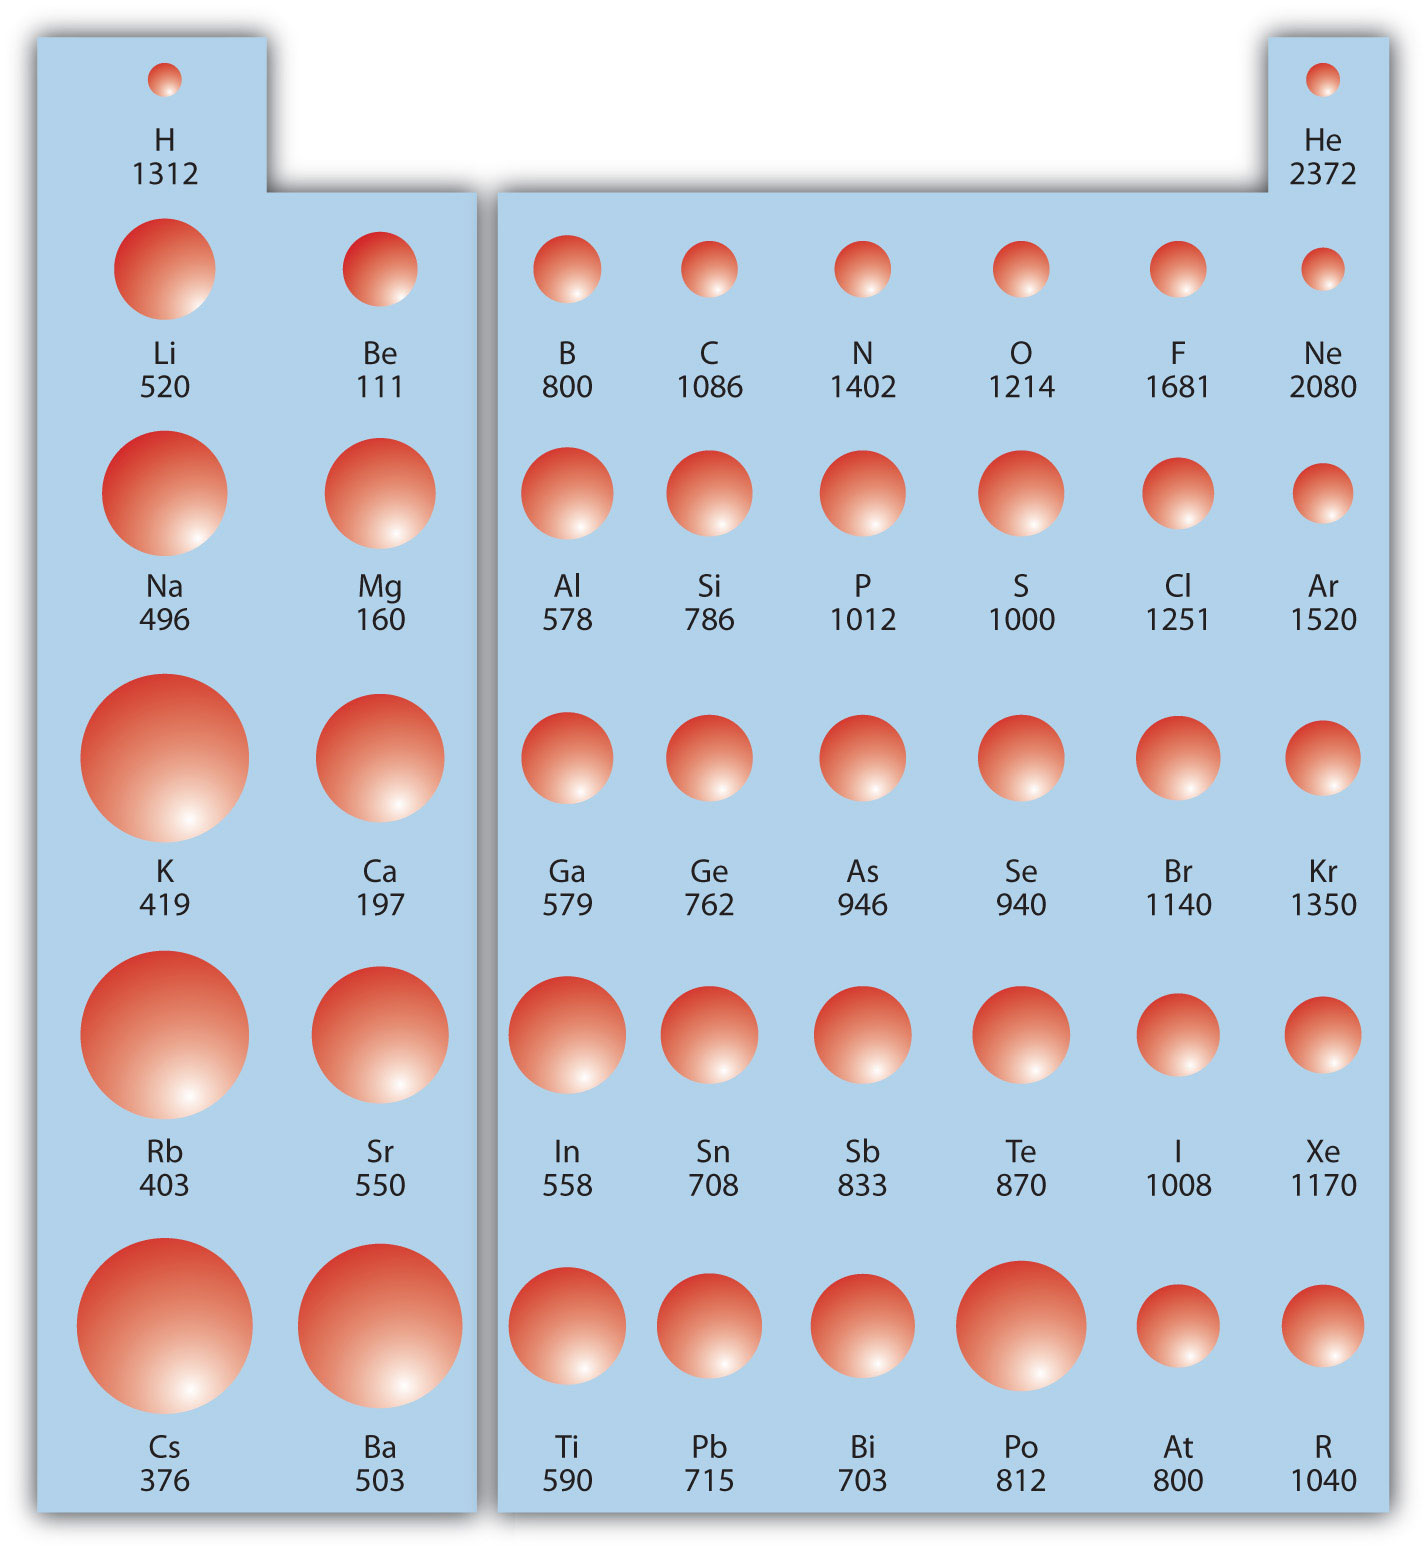 H He
1312 2372
Li Be B C N O F Ne
520 111 800 1086 1402 1214 1681 2080
Na Mg Al Si P S Cl Ar
496 160 578 786 1012 1000 1251 1520
K Ca Ga Ge As Se Br Kr
419 197 579 762 946 940 1140 1350
Rb Sr In Sn Sb Te I Xe
403 550 558 708 833 870 1008 1170
Cs Ba Ti Pb Bi Po At R
376 503 590 715 703 812 800 1040